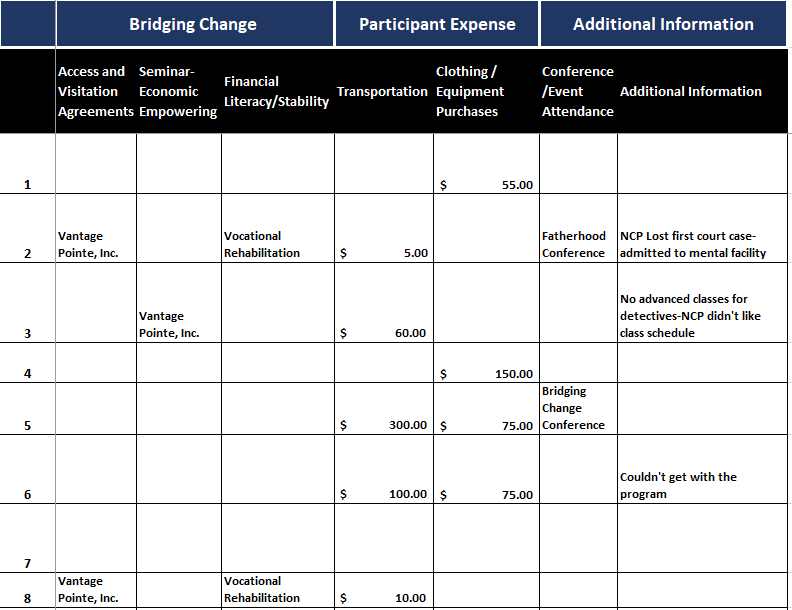 Bridging Change Participant Expense Additional Information
Access and Visitation Agreements Seminar-Economic Empowering Financial Literacy/Stability Transportation Clothing / Equipment Purchases Conference /Event Attendance Additional Information
1 $ 55.00
2 Vantage Pointe, Inc. Vocational Rehabilitation $ 5.00 Fatherhood Conference NCP Lost first court case-admitted to mental facility
3 Vantage Pointe, Inc. $ 60.00 No advanced classes for detectives-NCP didn't like class schedule
4 $ 150.00
5 $ 300.00 $ 75.00 Bridging Change Conference
6 $ 100.00 $ 75.00 Couldn't get with the program
7
8 Vantage Pointe, Inc. Vocational Rehabilitation $ 10.00